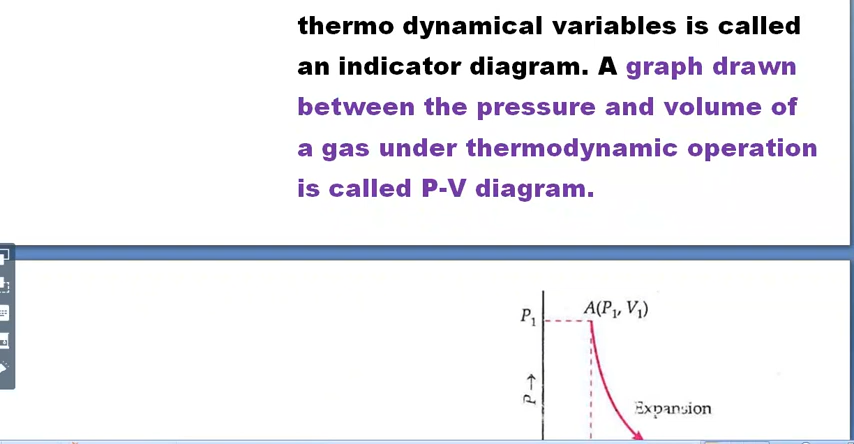 thermo dynamical variables is called
an indicator diagram. A graph drawn
between the pressure and volume of
a gas under thermodynamic operation
is called P-V diagram.
P₁
A(P₁, V₁)
P →
Expansion